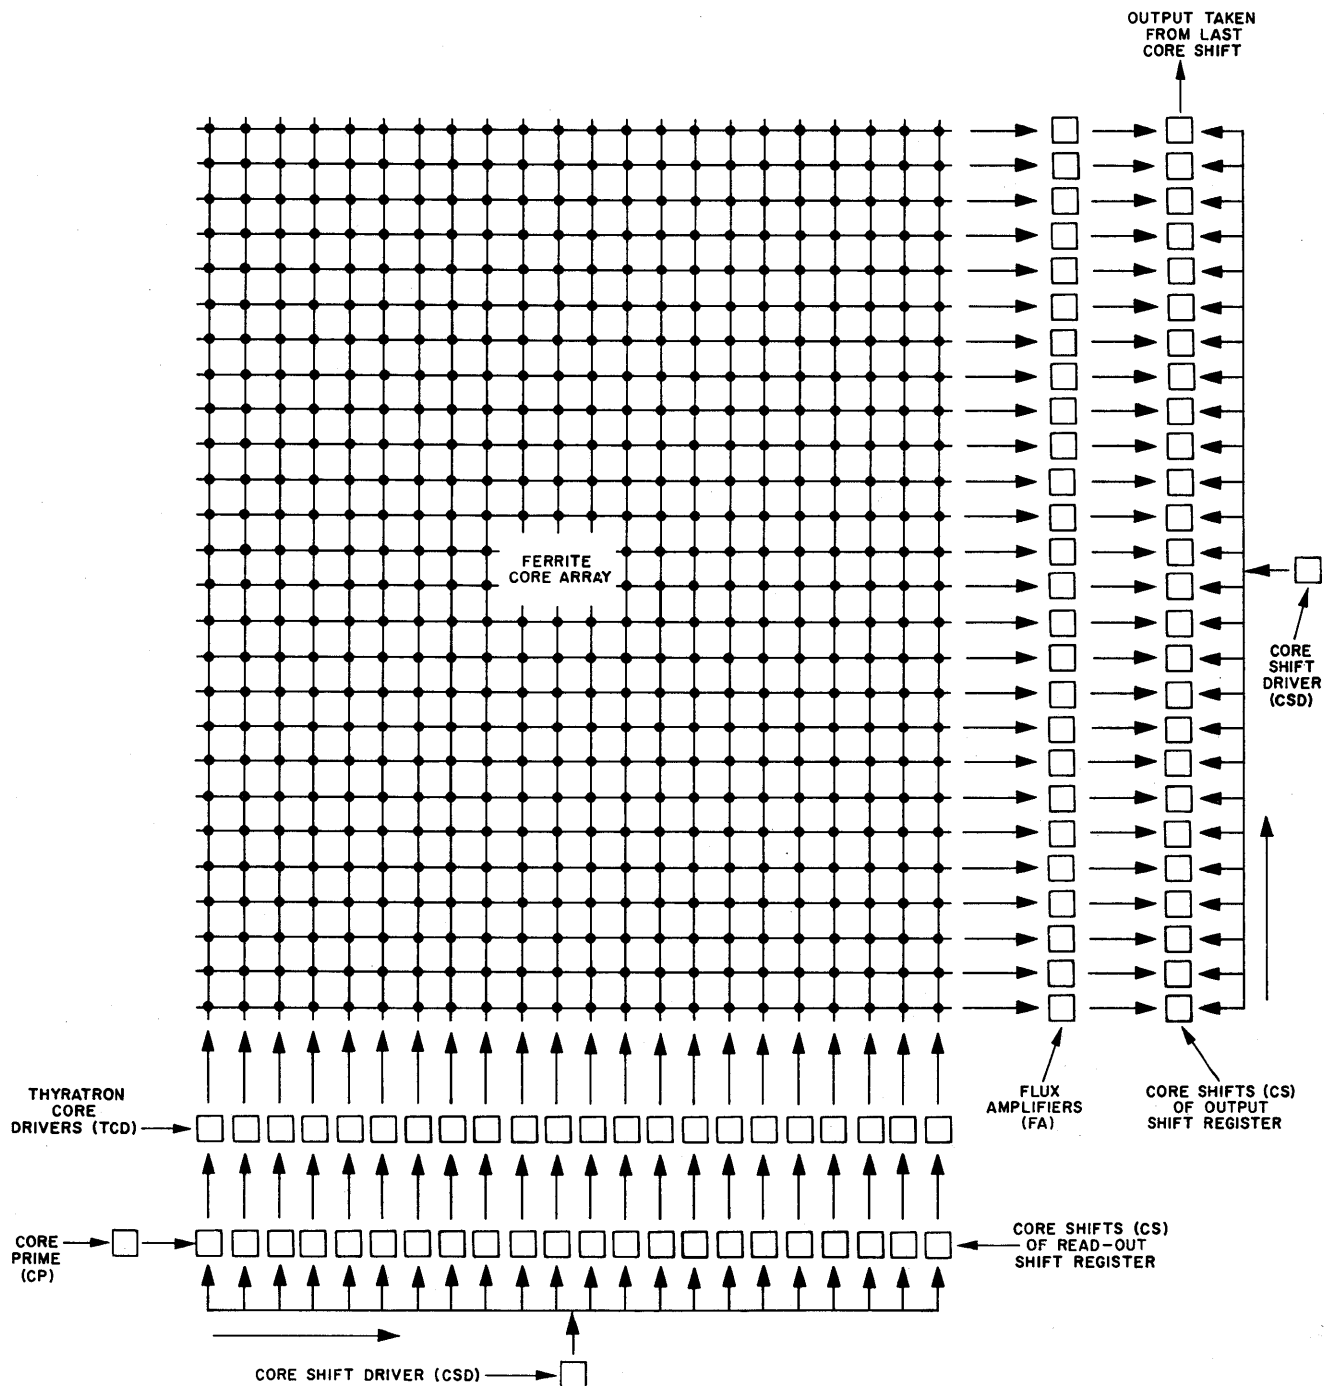 OUTPUT TAKEN
FROM LAST
CORE SHIFT
FERRITE
CORE ARRAY
CORE
SHIFT
DRIVER
(CSD)
THYRATRON
CORE
DRIVERS (TCD)
FLUX
AMPLIFIERS
(FA)
CORE SHIFTS (CS)
OF OUTPUT
SHIFT REGISTER
CORE
PRIME
(CP)
CORE SHIFTS (CS)
OF READ-OUT
SHIFT REGISTER
CORE SHIFT DRIVER (CSD)